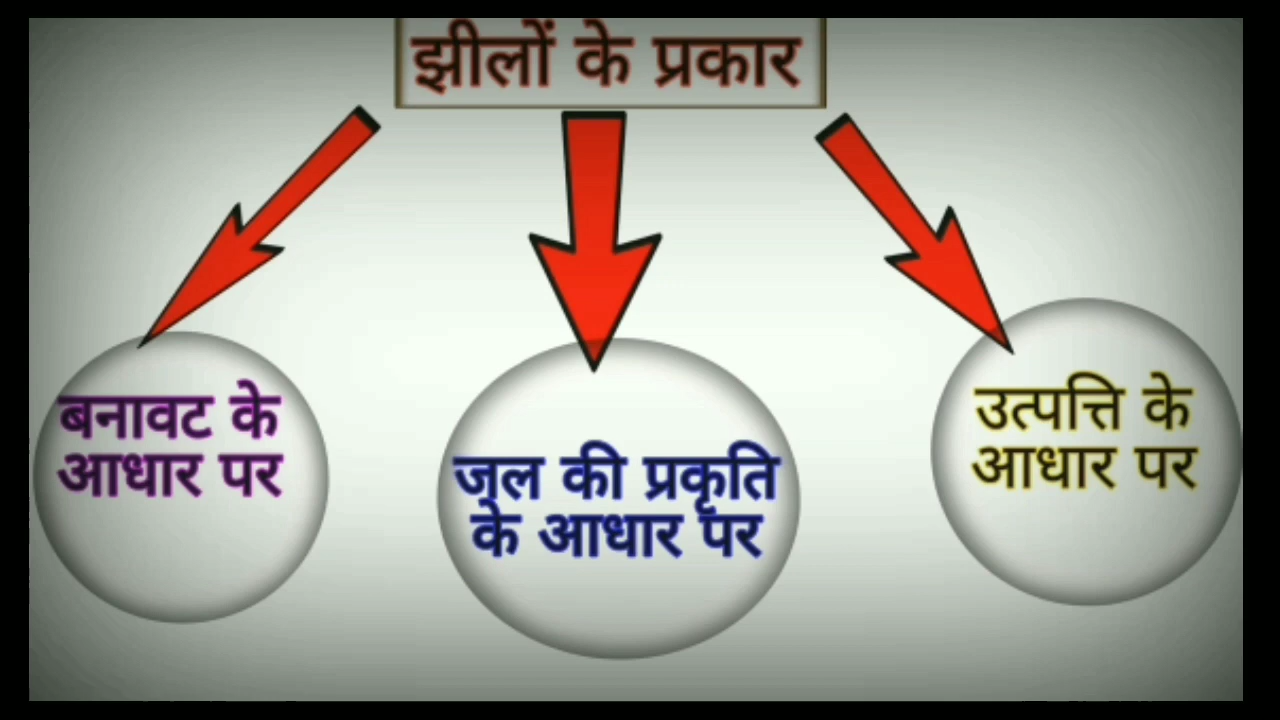 झीलों के प्रकार
बनावट के
आधार पर
जल की प्रकृति
के आधार पर
उत्पत्ति के
आधार पर